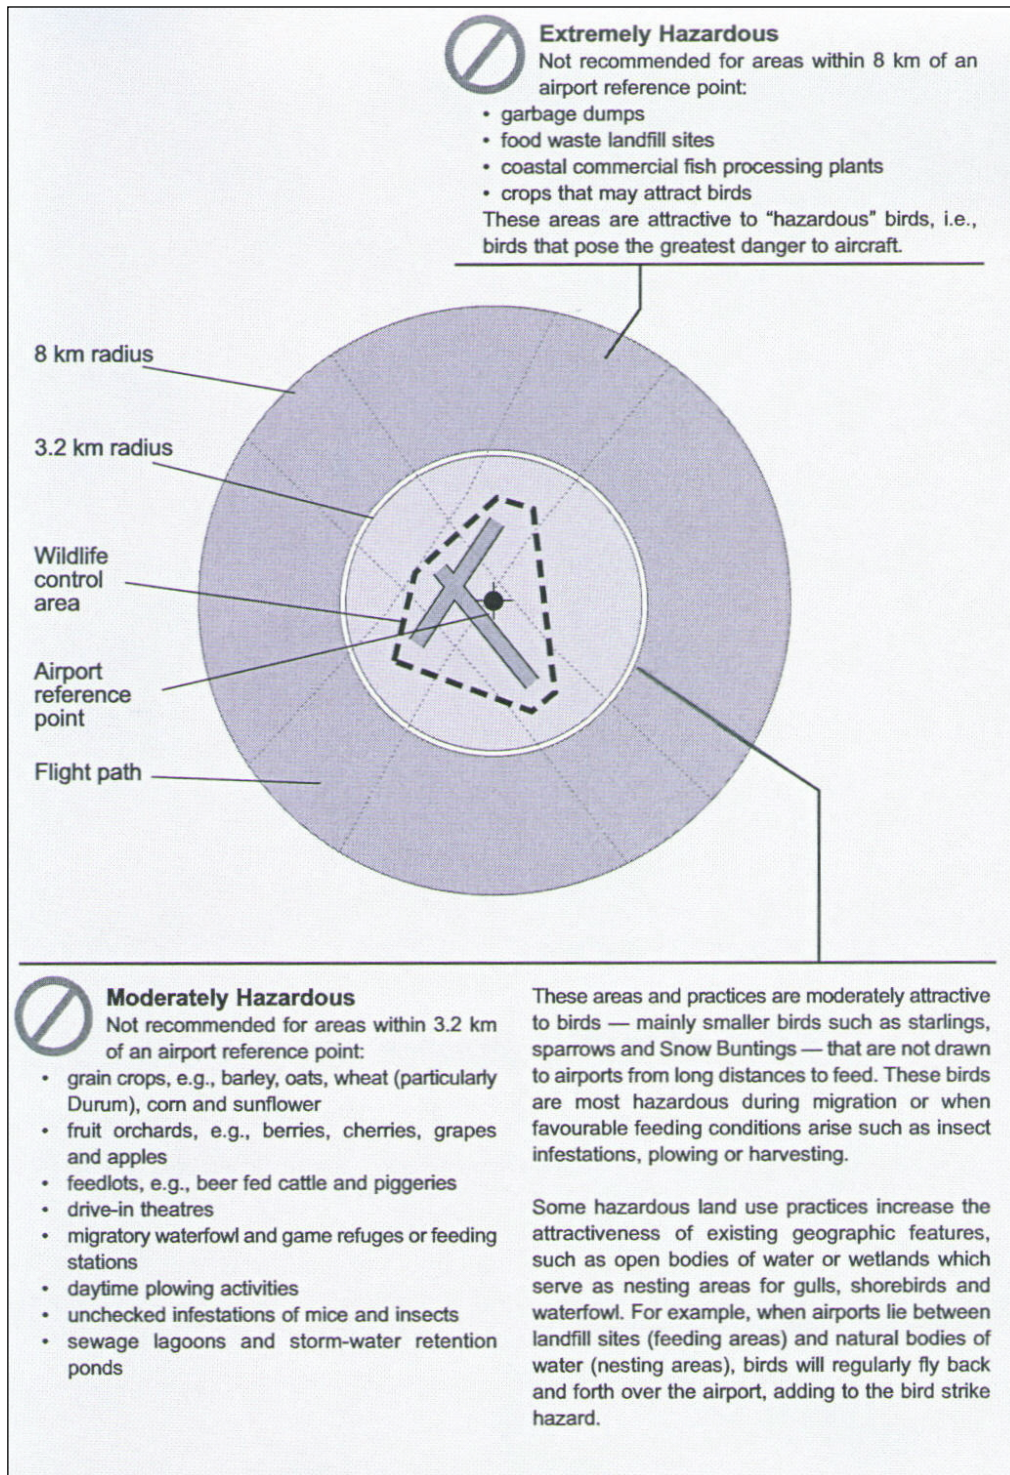 Extremely Hazardous
Not recommended for areas within 8 km of an
airport reference point:
• garbage dumps
• food waste landfill sites
• coastal commercial fish processing plants
• crops that may attract birds
These areas are attractive to “hazardous” birds, i.e.,
birds that pose the greatest danger to aircraft.
8 km radius
3.2 km radius
Wildlife
control
area
Airport
reference
point
Flight path
Moderately Hazardous
Not recommended for areas within 3.2 km
of an airport reference point:
• grain crops, e.g., barley, oats, wheat (particularly
Durum), corn and sunflower
• fruit orchards, e.g., berries, cherries, grapes
and apples
• feedlots, e.g., beer fed cattle and piggeries
• drive-in theatres
• migratory waterfowl and game refuges or feeding
stations
• daytime plowing activities
• unchecked infestations of mice and insects
• sewage lagoons and storm-water retention
ponds
These areas and practices are moderately attractive
to birds — mainly smaller birds such as starlings,
sparrows and Snow Buntings — that are not drawn
to airports from long distances to feed. These birds
are most hazardous during migration or when
favourable feeding conditions arise such as insect
infestations, plowing or harvesting.
Some hazardous land use practices increase the
attractiveness of existing geographic features,
such as open bodies of water or wetlands which
serve as nesting areas for gulls, shorebirds and
waterfowl. For example, when airports lie between
landfill sites (feeding areas) and natural bodies of
water (nesting areas), birds will regularly fly back
and forth over the airport, adding to the bird strike
hazard.